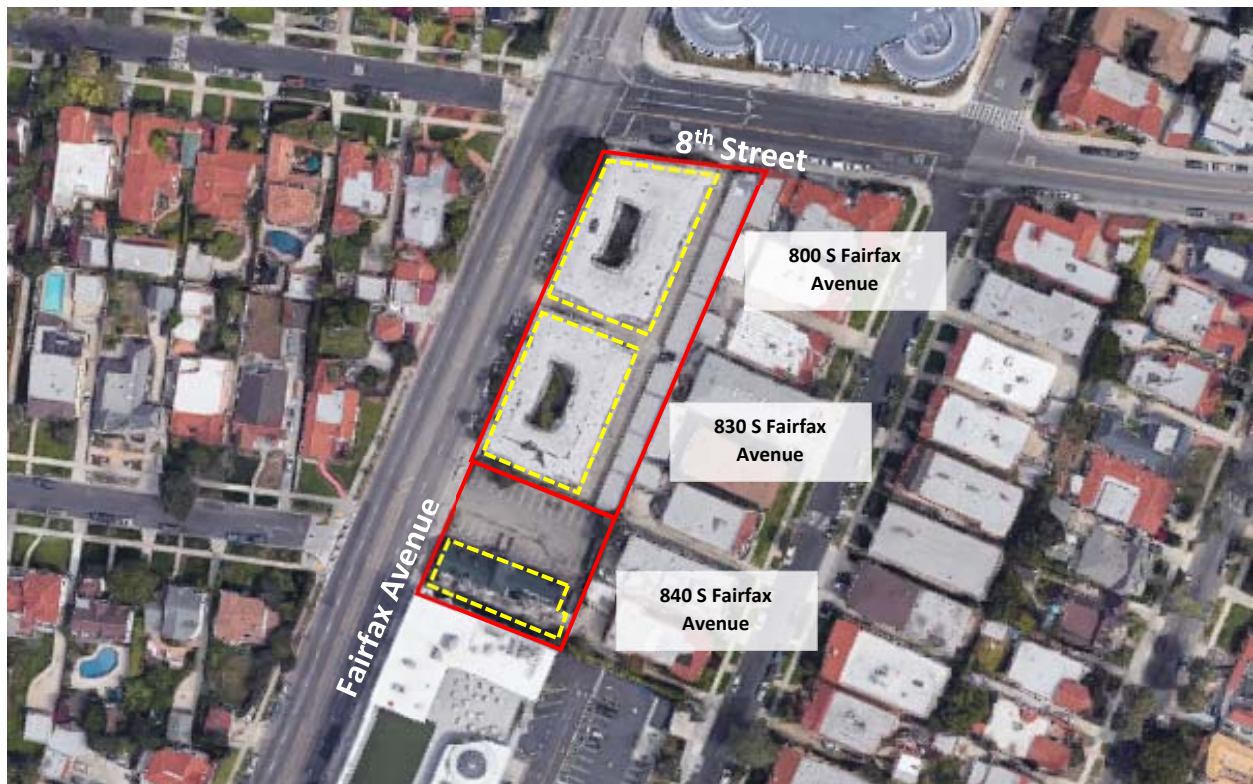 8th Street
800 S Fairfax
Avenue
830 S Fairfax
Avenue
840 S Fairfax
Avenue
Fairfax Avenue